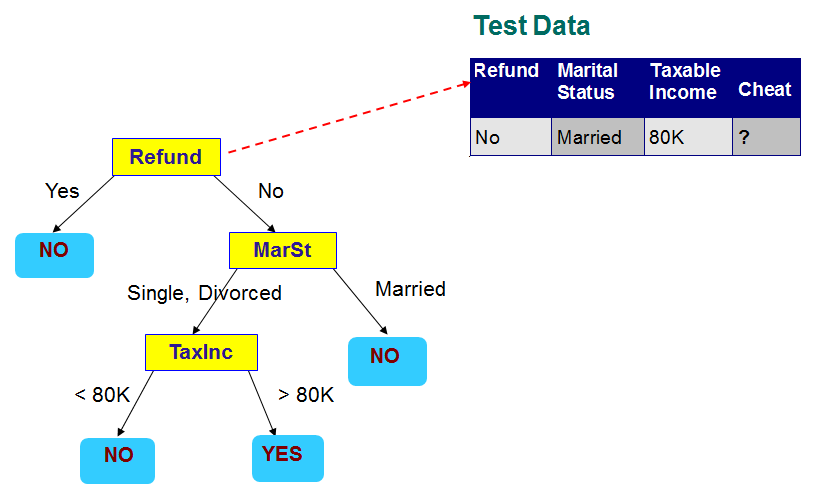 Test Data
Refund Marital Status Taxable Income Cheat
No Married 80K ?
Refund
Yes No
NO
MarSt
Single, Divorced Married
TaxInc
NO
< 80K > 80K
NO YES